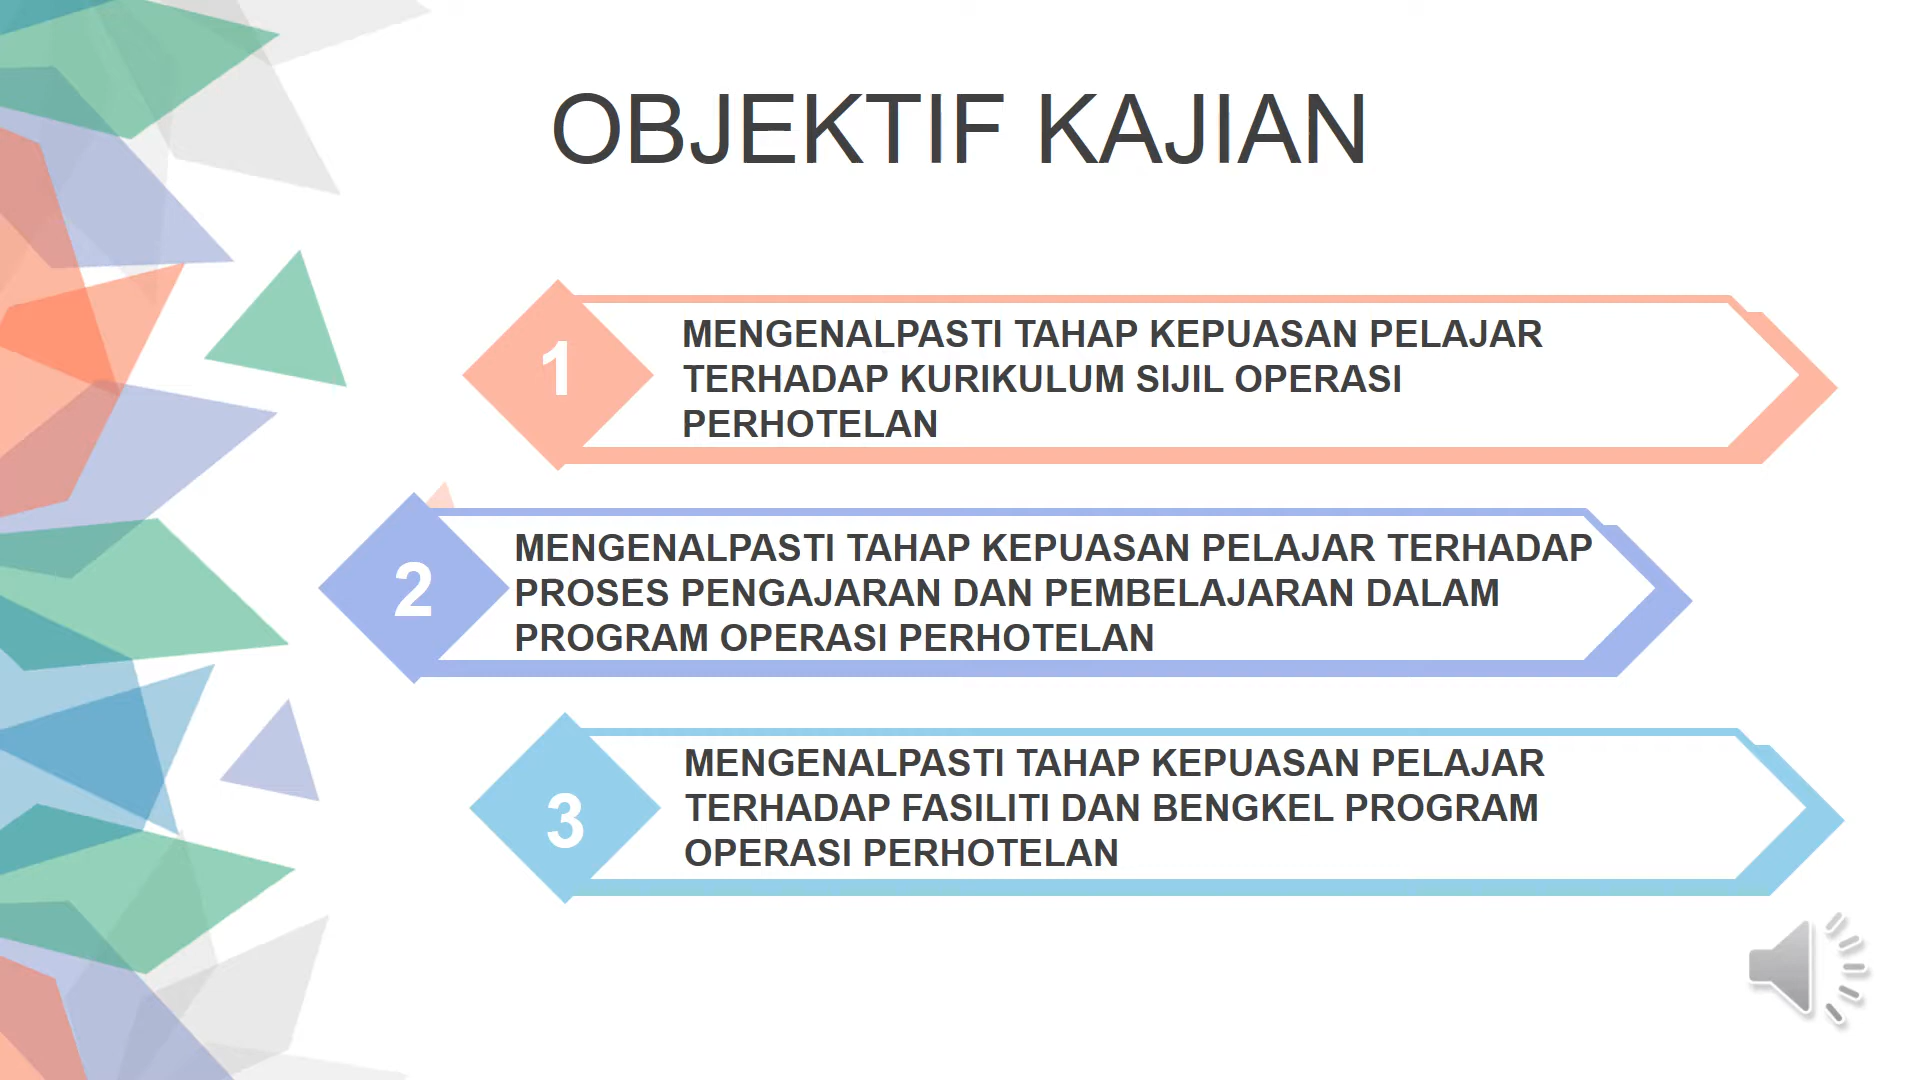 OBJEKTIF KAJIAN
1
MENGENALPASTI TAHAP KEPUASAN PELAJAR
TERHADAP KURIKULUM SIJIL OPERASI
PERHOTELAN
2
MENGENALPASTI TAHAP KEPUASAN PELAJAR TERHADAP
PROSES PENGAJARAN DAN PEMBELAJARAN DALAM
PROGRAM OPERASI PERHOTELAN
3
MENGENALPASTI TAHAP KEPUASAN PELAJAR
TERHADAP FASILITI DAN BENGKEL PROGRAM
OPERASI PERHOTELAN